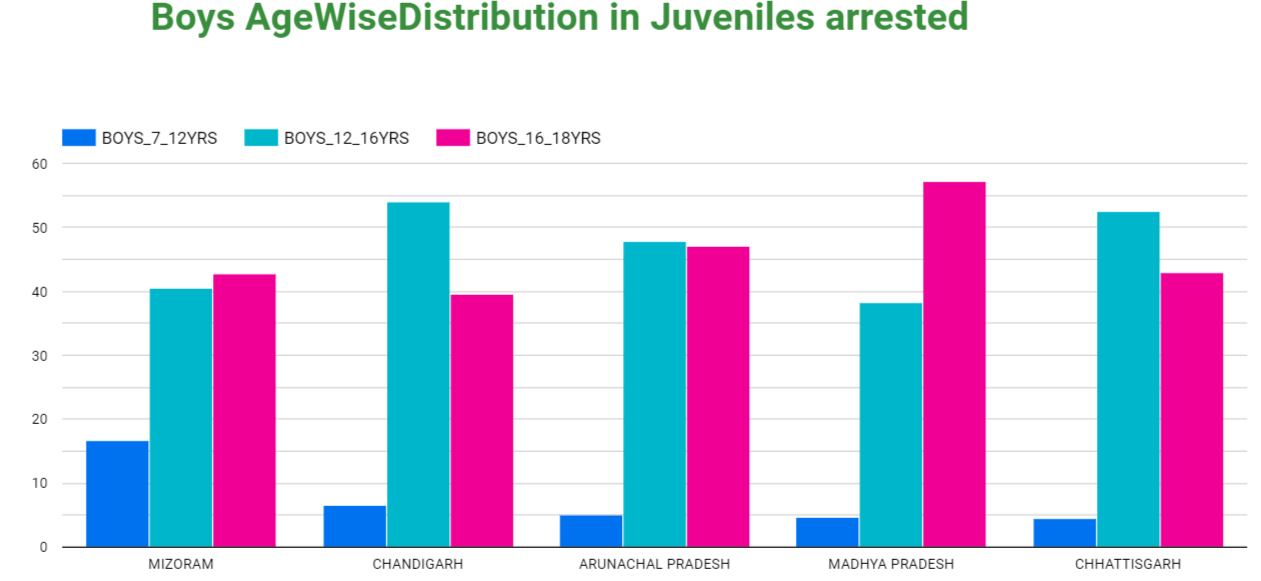 Boys AgeWiseDistribution in Juveniles arrested
BOYS_7_12YRS BOYS_12_16YRS BOYS_16_18YRS
60
50
40
30
20
10
0
MIZORAM CHANDIGARH ARUNACHAL PRADESH MADHYA PRADESH CHHATTISGARH